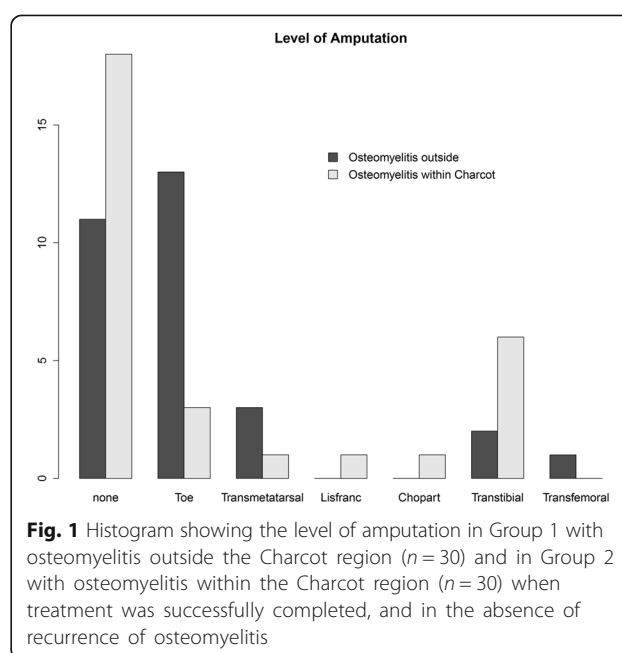 Level of Amputation
15
10
5
0
Osteomyelitis outside
Osteomyelitis within Charcot
none Toe Transmetatarsal Lisfranc Chopart Transtibial Transfemoral
Fig. 1 Histogram showing the level of amputation in Group 1 with
osteomyelitis outside the Charcot region (n = 30) and in Group 2
with osteomyelitis within the Charcot region (n = 30) when
treatment was successfully completed, and in the absence of
recurrence of osteomyelitis